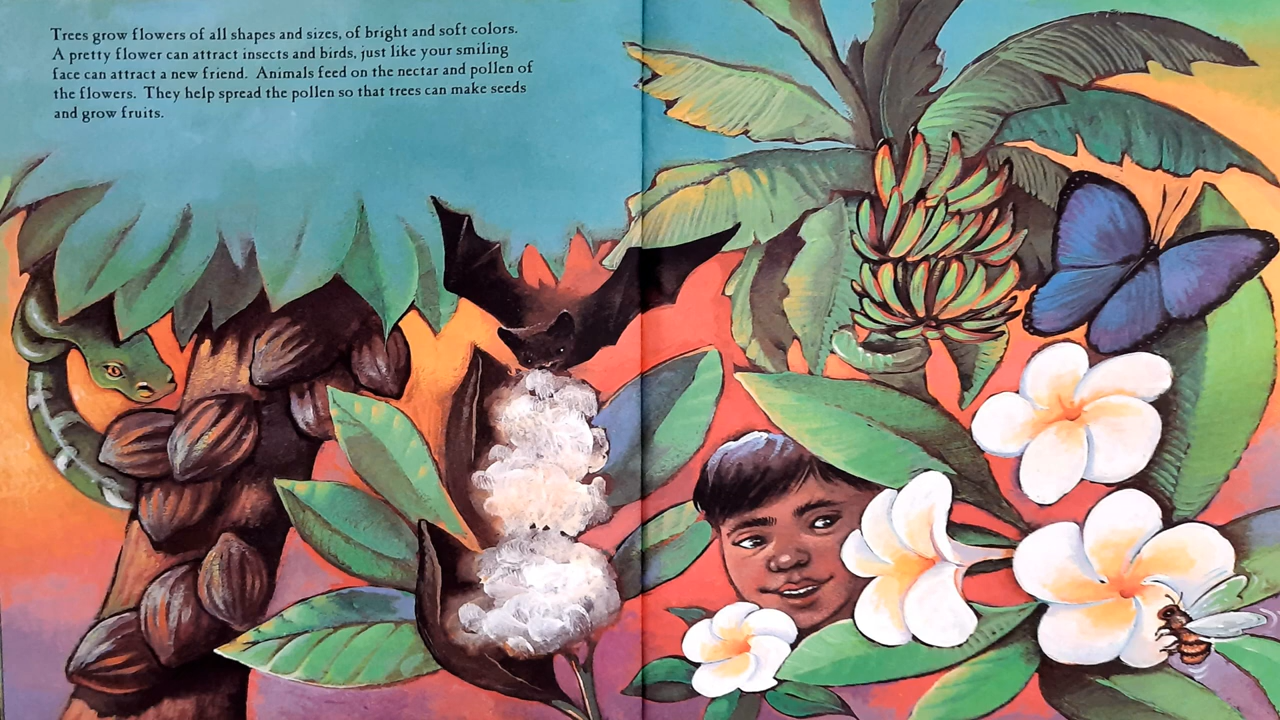 Trees grow flowers of all shapes and sizes, of bright and soft colors.
A pretty flower can attract insects and birds, just like your smiling
face can attract a new friend. Animals feed on the nectar and pollen of
the flowers. They help spread the pollen so that trees can make seeds
and grow fruits.